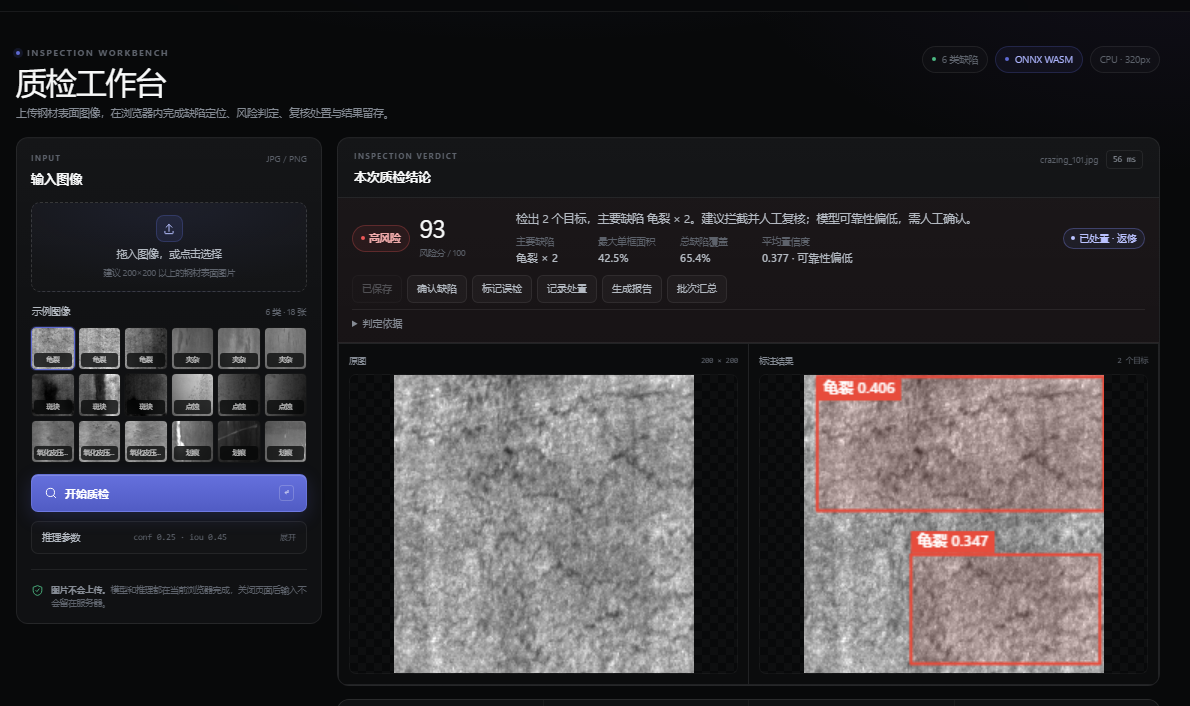 INSPECTION WORKBENCH
质检工作台
上传钢材表面图像，在浏览器内完成缺陷定位、风险判定、复核处置与结果留存。
6 类缺陷
ONNX WASM
CPU · 320px
INPUT
JPG / PNG
输入图像
拖入图像，或点击选择
建议 200×200 以上的钢材表面图片
示例图像
6 类 · 18 张
龟裂 龟裂 龟裂 夹杂 夹杂 夹杂
斑块 斑块 斑块 点蚀 点蚀 点蚀
氧化皮压… 氧化皮压… 氧化皮压… 划痕 划痕 划痕
开始质检
推理参数
conf 0.25 · iou 0.45
展开
图片不会上传。模型和推理都在当前浏览器完成，关闭页面后输入不
会留在服务器。
INSPECTION VERDICT
本次质检结论
crazing_101.jpg
56 ms
高风险
93
风险分 / 100
检出 2 个目标，主要缺陷 龟裂 × 2。建议拦截并人工复核；模型可靠性偏低，需人工确认。
主要缺陷 最大单框面积 总缺陷覆盖 平均置信度
龟裂 × 2 42.5% 65.4% 0.377 · 可靠性偏低
已处置 · 返修
已保存 确认缺陷 标记误检 记录处置 生成报告 批次汇总
判定依据
原图
200 × 200
标注结果
2 个目标
龟裂 0.406
龟裂 0.347